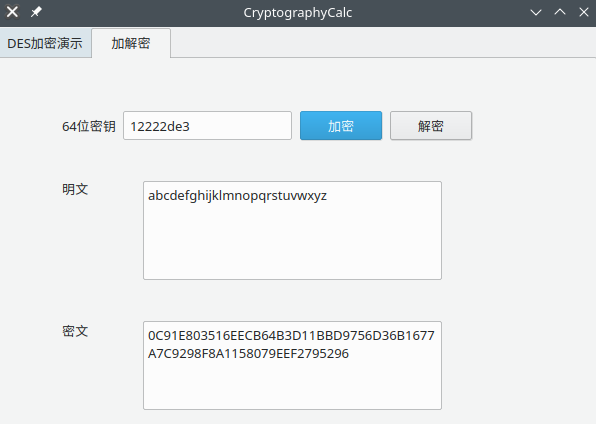 CryptographyCalc
DES加密演示 加解密
64位密钥 12222de3 加密 解密
明文 abcdefghijklmnopqrstuvwxyz
密文 0C91E803516EECB64B3D11BBD9756D36B1677
A7C9298F8A1158079EEF2795296